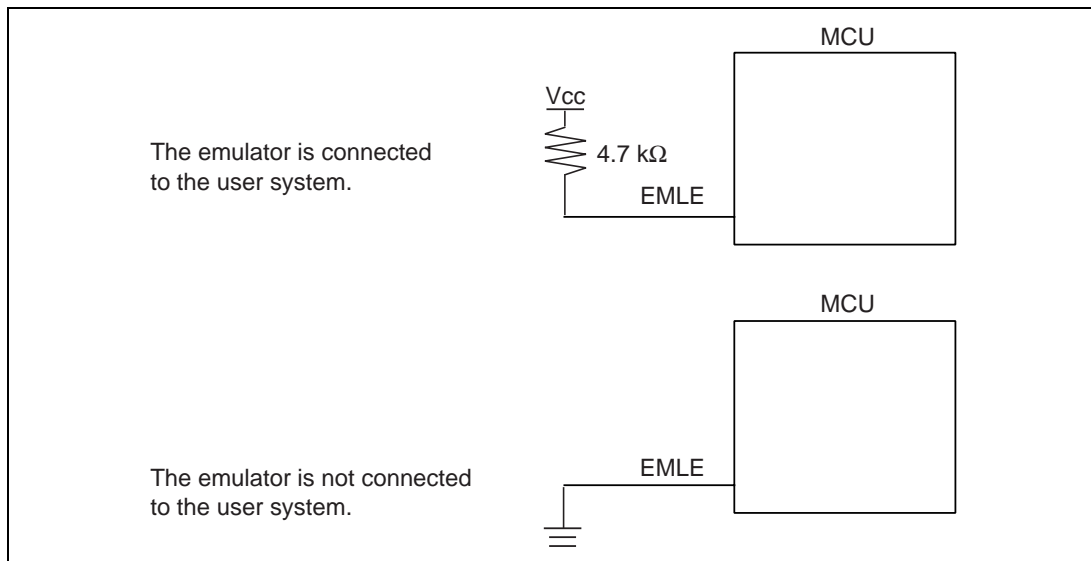 MCU
Vcc
The emulator is connected
to the user system.
4.7 kΩ
EMLE
MCU
The emulator is not connected
to the user system.
EMLE